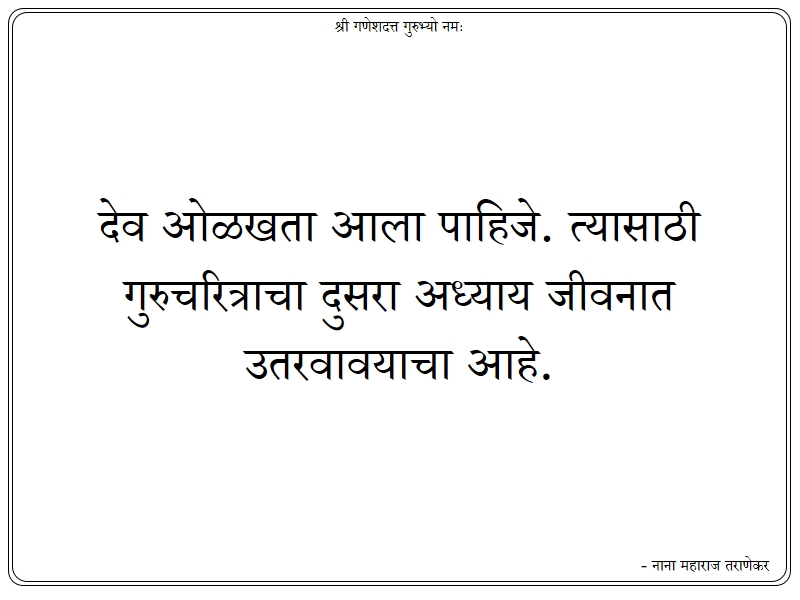 श्री गणेशदत्त गुरुभ्यो नमः
देव ओळखता आला पाहिजे. त्यासाठी
गुरुचरित्राचा दुसरा अध्याय जीवनात
उतरवावयाचा आहे.
- नाना महाराज तराणेकर